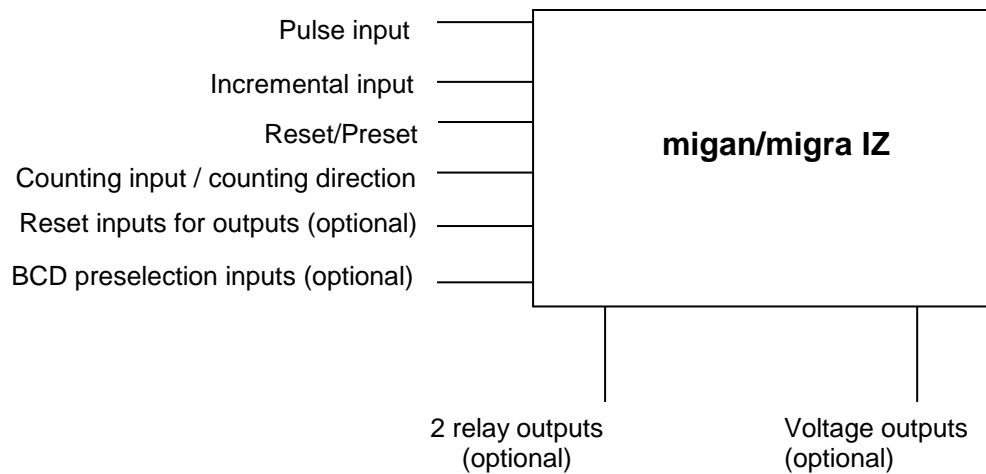 Pulse input
Incremental input
Reset/Preset
migan/migra IZ
Counting input / counting direction
Reset inputs for outputs (optional)
BCD preselection inputs (optional)
2 relay outputs
(optional)
Voltage outputs
(optional)